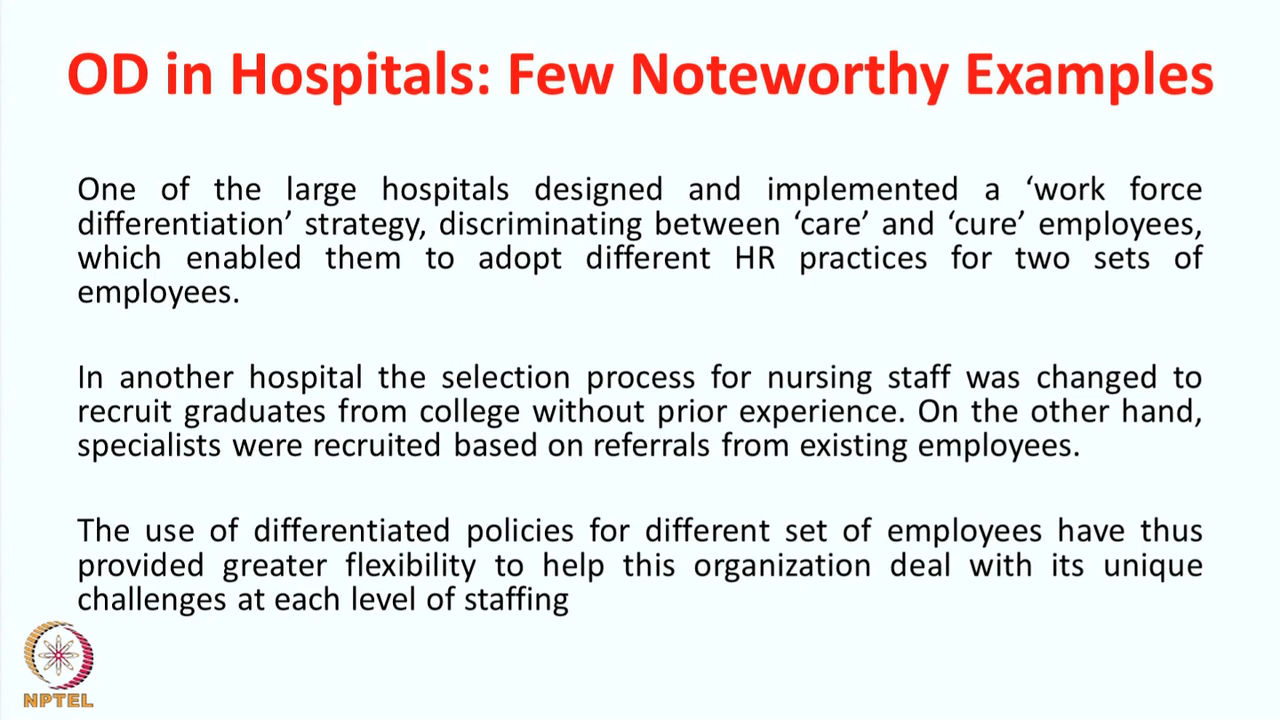 OD in Hospitals: Few Noteworthy Examples
One of the large hospitals designed and implemented a ‘work force
differentiation’ strategy, discriminating between ‘care’ and ‘cure’ employees,
which enabled them to adopt different HR practices for two sets of
employees.
In another hospital the selection process for nursing staff was changed to
recruit graduates from college without prior experience. On the other hand,
specialists were recruited based on referrals from existing employees.
The use of differentiated policies for different set of employees have thus
provided greater flexibility to help this organization deal with its unique
challenges at each level of staffing
NPTEL